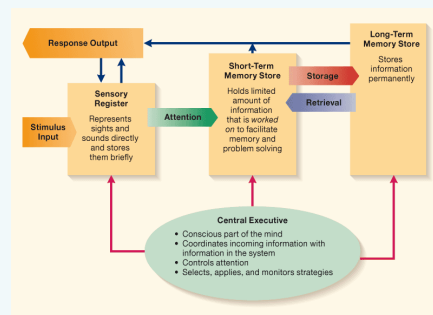 Response Output
Stimulus
Input
Sensory
Register
Represents
sights and
sounds directly
and stores
them briefly
Attention
Short-Term
Memory Store
Holds limited
amount of
information
that is worked
on to facilitate
memory and
problem solving
Storage
Retrieval
Long-Term
Memory Store
Stores
information
permanently
Central Executive
• Conscious part of the mind
• Coordinates incoming information with
information in the system
• Controls attention
• Selects, applies, and monitors strategies